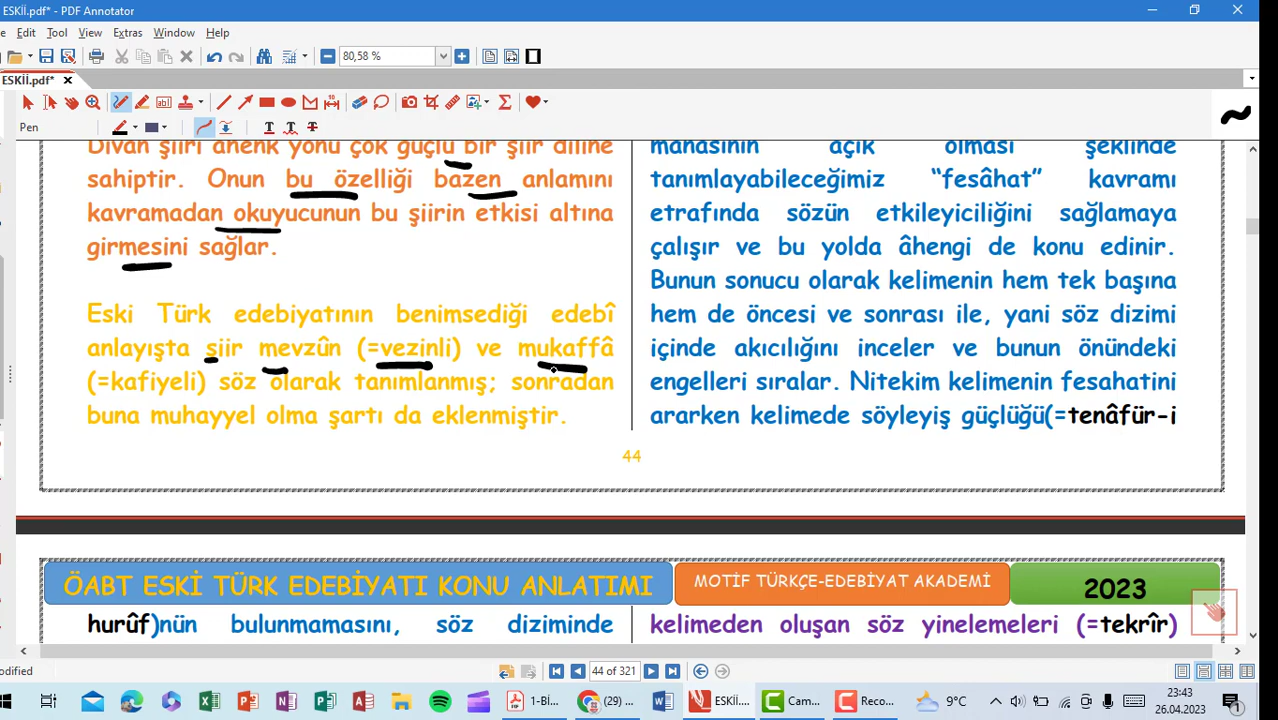 ESKİİ.pdf* - PDF Annotator
Edit Tool View Extras Window Help
80,58 %
ESKİİ.pdf*
Pen
Divan şiiri ahenk yönü çok güçlü bir şiir diline
sahiptir. Onun bu özelliği bazen anlamını
kavramadan okuyucunun bu şiirin etkisi altına
girmesini sağlar.
Eski Türk edebiyatının benimsediği edebî
anlayışta şiir mevzûn (=vezinli) ve mukaffâ
(=kafiyeli) söz olarak tanımlanmış; sonradan
buna muhayyel olma şartı da eklenmiştir.
manasının açık olması şeklinde
tanımlayabileceğimiz “fesâhat” kavramı
etrafında sözün etkileyiciliğini sağlamaya
çalışır ve bu yolda âhengi de konu edinir.
Bunun sonucu olarak kelimenin hem tek başına
hem de öncesi ve sonrası ile, yani söz dizimi
içinde akıcılığını inceler ve bunun önündeki
engelleri sıralar. Nitekim kelimenin fesahatini
ararken kelimede söyleyiş güçlüğü(=tenâfür-i
44
ÖABT ESKİ TÜRK EDEBİYATI KONU ANLATIMI
MOTİF TÜRKÇE-EDEBİYAT AKADEMİ
2023
hurûf)nün bulunmamasını, söz diziminde
kelimeden oluşan söz yinelemeleri (=tekrîr)
odified
44 of 321
1-Bİ...
(29) ...
ESKİİ....
Cam...
Reco...
9°C
23:43
26.04.2023